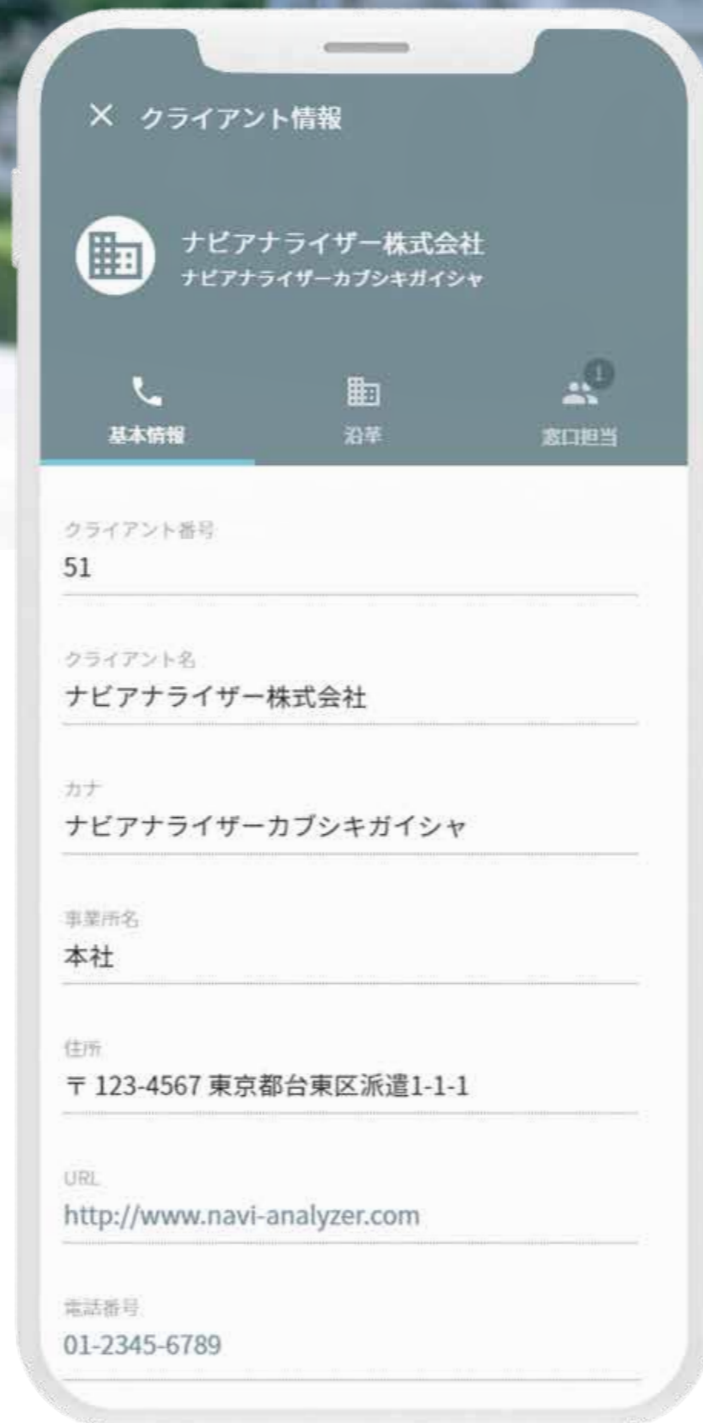 × クライアント情報
ナビアナライザー株式会社
ナビアナライザーカブシキガイシャ
1
基本情報 沿革 窓口担当
クライアント番号
51
クライアント名
ナビアナライザー株式会社
カナ
ナビアナライザーカブシキガイシャ
事業所名
本社
住所
〒 123-4567 東京都台東区派遣1-1-1
URL
http://www.navi-analyzer.com
電話番号
01-2345-6789